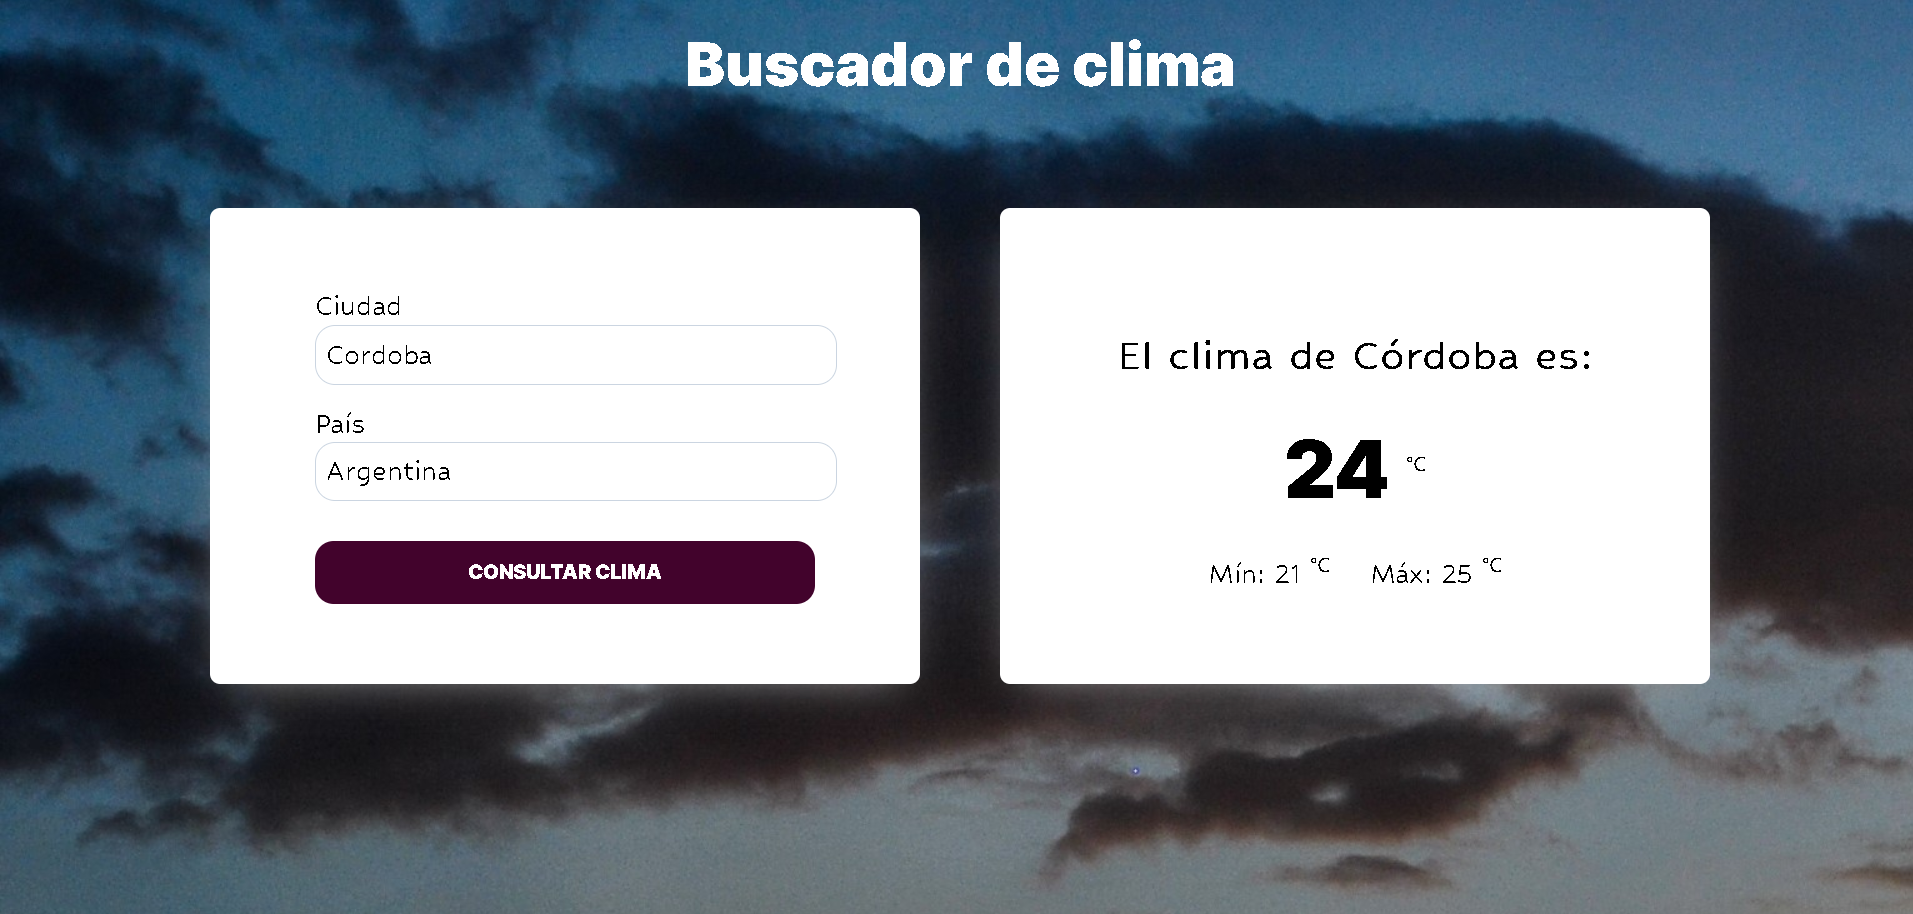 Buscador de clima
Ciudad
Cordoba
País
Argentina
CONSULTAR CLIMA
El clima de Córdoba es:
24 °C
Mín: 21 °C Máx: 25 °C